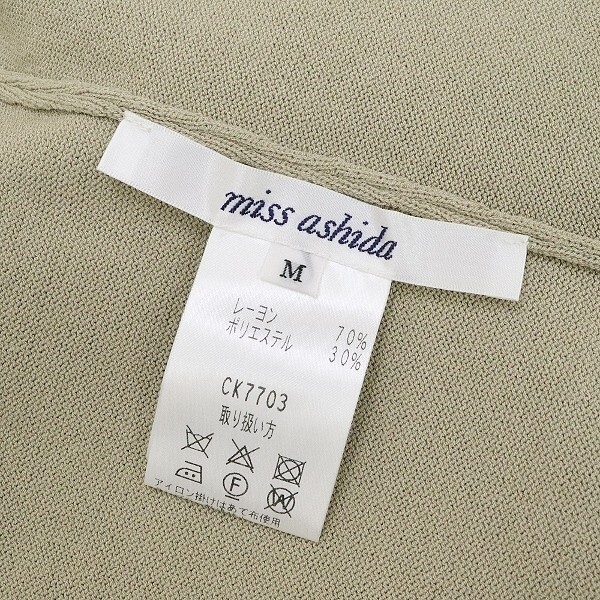 miss ashida
M
レーヨン 70%
ポリエステル 30%
CK7703
取り扱い方
F W
アイロン掛けはあて布使用